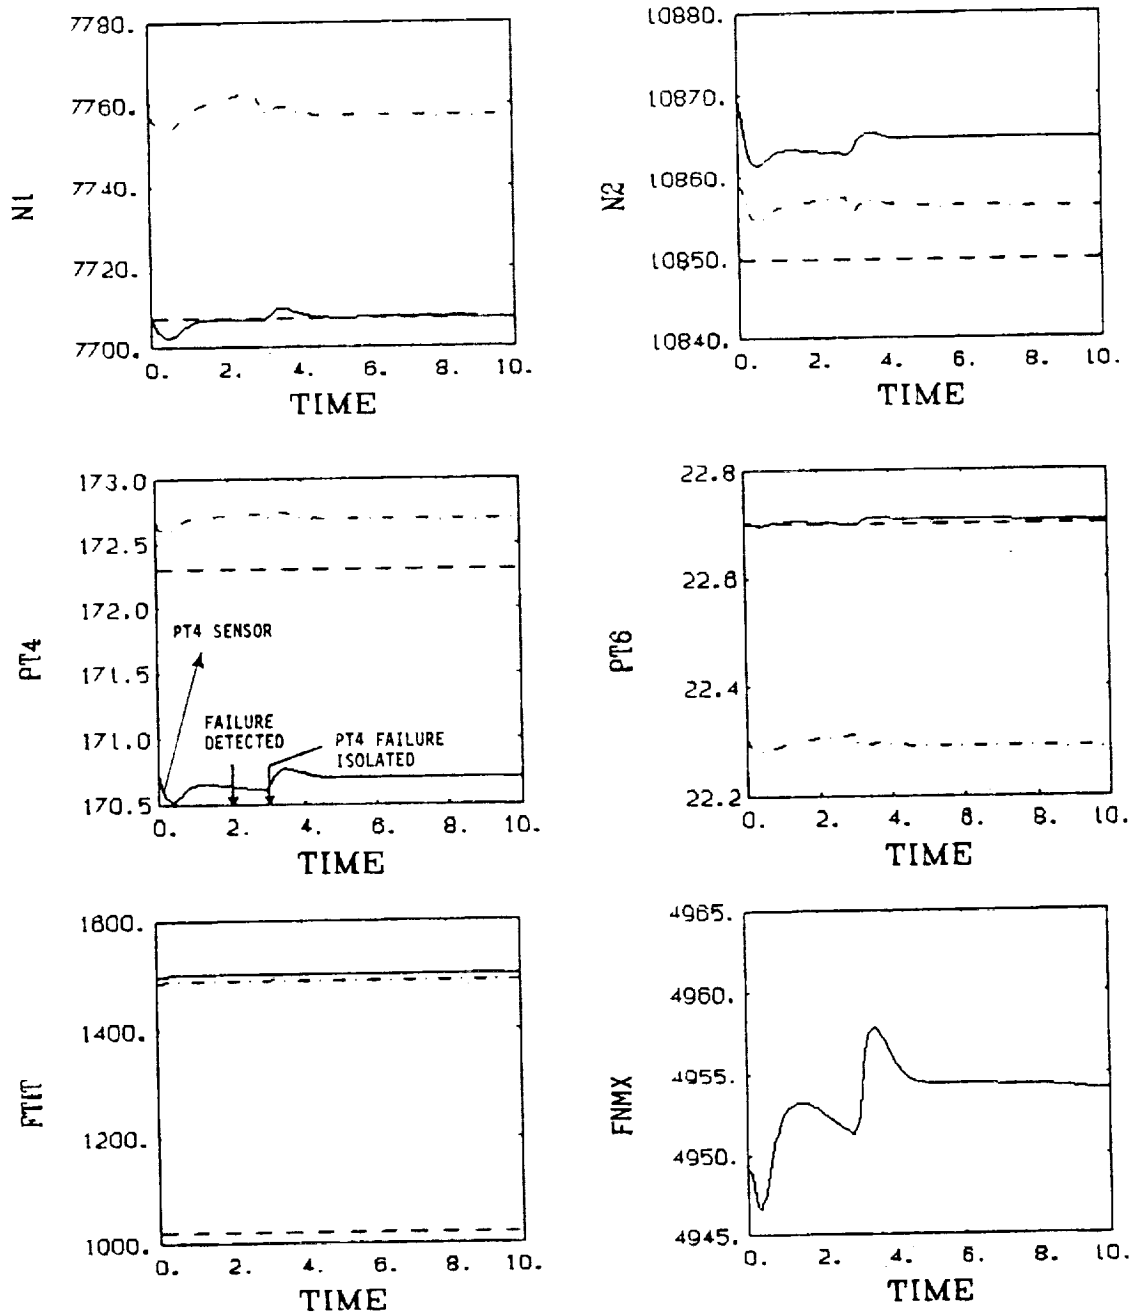 7780.
7760.
7740.
7720.
7700.
N1
0. 2. 4. 6. 8. 10.
TIME
10880.
10870.
10860.
10850.
10840.
N2
0. 2. 4. 6. 8. 10.
TIME
173.0
172.5
172.0
171.5
171.0
170.5
PT4
PT4 SENSOR
FAILURE
DETECTED
PT4 FAILURE
ISOLATED
0. 2. 4. 6. 8. 10.
TIME
22.8
22.6
22.4
22.2
PT6
0. 2. 4. 6. 8. 10.
TIME
1600.
1400.
1200.
1000.
FTIT
0. 2. 4. 6. 8. 10.
TIME
4965.
4960.
4955.
4950.
4945.
FNMX
0. 2. 4. 6. 8. 10.
TIME